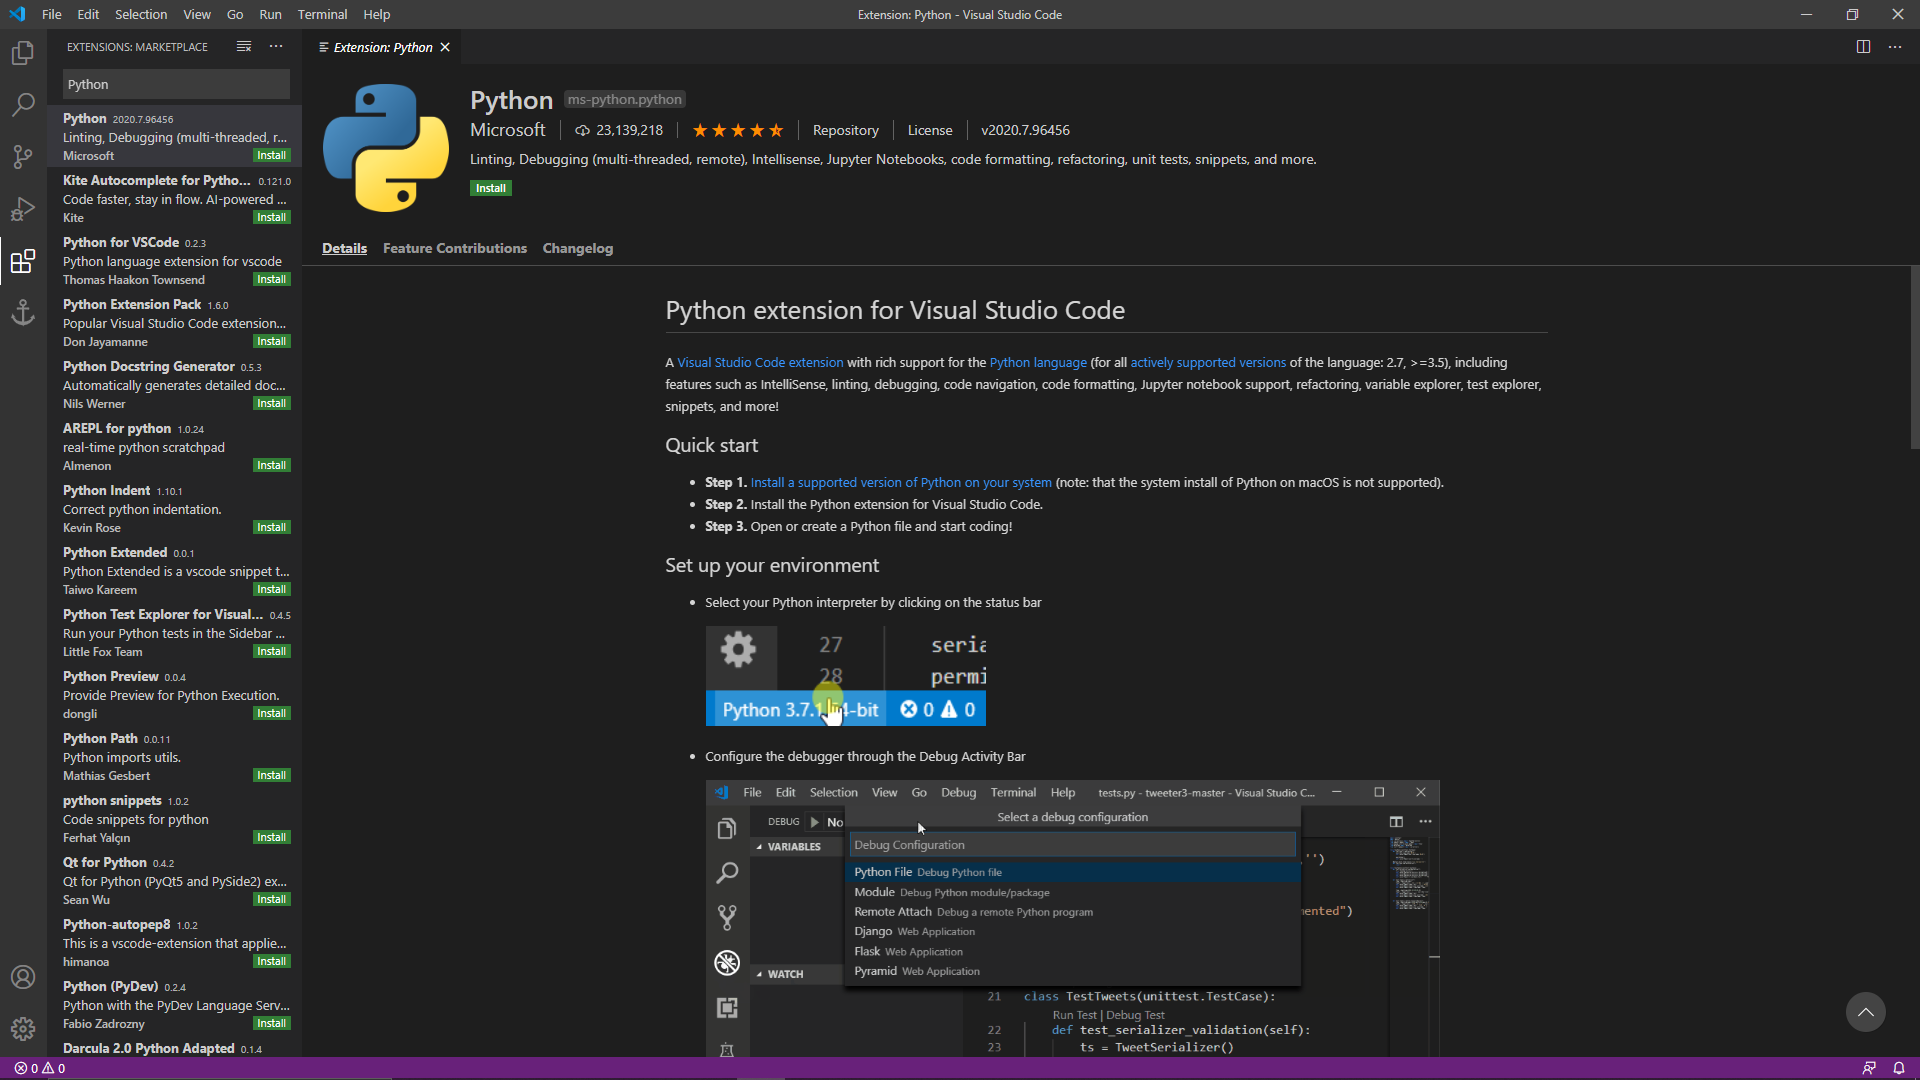 File Edit Selection View Go Run Terminal Help
Extension: Python - Visual Studio Code
EXTENSIONS: MARKETPLACE
Extension: Python
Python
Python 2020.7.96456
Linting, Debugging (multi-threaded, r...
Microsoft Install
Kite Autocomplete for Pytho... 0.121.0
Code faster, stay in flow. AI-powered ...
Kite Install
Python for VSCode 0.2.3
Python language extension for vscode
Thomas Haakon Townsend Install
Python Extension Pack 1.6.0
Popular Visual Studio Code extension...
Don Jayamanne Install
Python Docstring Generator 0.5.3
Automatically generates detailed doc...
Nils Werner Install
AREPL for python 1.0.24
real-time python scratchpad
Almenon Install
Python Indent 1.10.1
Correct python indentation.
Kevin Rose Install
Python Extended 0.0.1
Python Extended is a vscode snippet t...
Taiwo Kareem Install
Python Test Explorer for Visual... 0.4.5
Run your Python tests in the Sidebar ...
Little Fox Team Install
Python Preview 0.0.4
Provide Preview for Python Execution.
dongli Install
Python Path 0.0.11
Python imports utils.
Mathias Gesbert Install
python snippets 1.0.2
Code snippets for python
Ferhat Yalçın Install
Qt for Python 0.4.2
Qt for Python (PyQt5 and PySide2) ex...
Sean Wu Install
Python-autopep8 1.0.2
This is a vscode-extension that applie...
himanoa Install
Python (PyDev) 0.2.4
Python with the PyDev Language Serv...
Fabio Zadrozny Install
Darcula 2.0 Python Adapted 0.1.4
Python ms-python.python
Microsoft 23,139,218 Repository License v2020.7.96456
Linting, Debugging (multi-threaded, remote), Intellisense, Jupyter Notebooks, code formatting, refactoring, unit tests, snippets, and more.
Install
Details Feature Contributions Changelog
Python extension for Visual Studio Code
A Visual Studio Code extension with rich support for the Python language (for all actively supported versions of the language: 2.7, >=3.5), including
features such as IntelliSense, linting, debugging, code navigation, code formatting, Jupyter notebook support, refactoring, variable explorer, test explorer,
snippets, and more!
Quick start
• Step 1. Install a supported version of Python on your system (note: that the system install of Python on macOS is not supported).
• Step 2. Install the Python extension for Visual Studio Code.
• Step 3. Open or create a Python file and start coding!
Set up your environment
• Select your Python interpreter by clicking on the status bar
27 seria
28 permi
Python 3.7.1 4-bit 0 0
• Configure the debugger through the Debug Activity Bar
File Edit Selection View Go Debug Terminal Help tests.py - tweeter3-master - Visual Studio C...
Select a debug configuration
DEBUG No
Debug Configuration
VARIABLES
'')
Python File Debug Python file
Module Debug Python module/package
Remote Attach Debug a remote Python program
ented")
Django Web Application
Flask Web Application
Pyramid Web Application
WATCH
21 class TestTweets(unittest.TestCase):
Run Test | Debug Test
22 def test_serializer_validation(self):
23 ts = TweetSerializer()
0 0